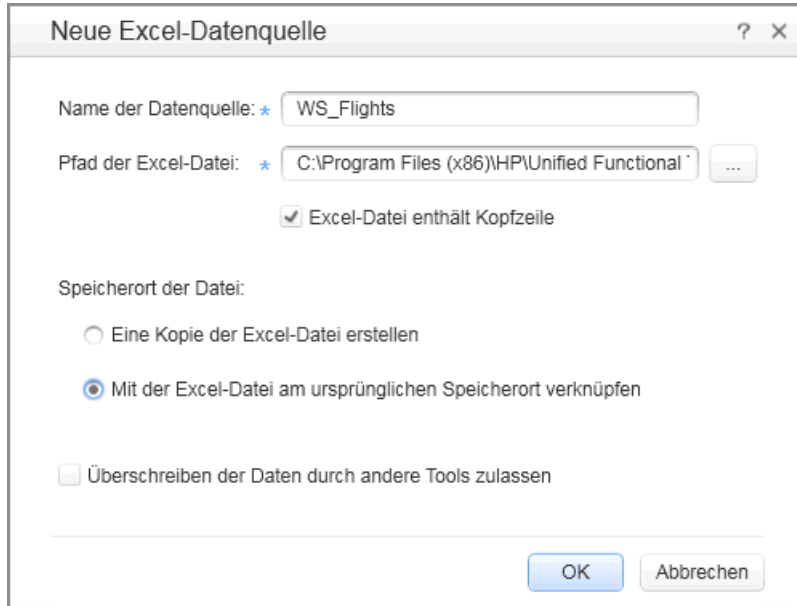 Neue Excel-Datenquelle ?
Name der Datenquelle: * WS_Flights
Pfad der Excel-Datei: * C:\Program Files (x86)\HP\Unified Functional ...
Excel-Datei enthält Kopfzeile
Speicherort der Datei:
Eine Kopie der Excel-Datei erstellen
Mit der Excel-Datei am ursprünglichen Speicherort verknüpfen
Überschreiben der Daten durch andere Tools zulassen
OK Abbrechen